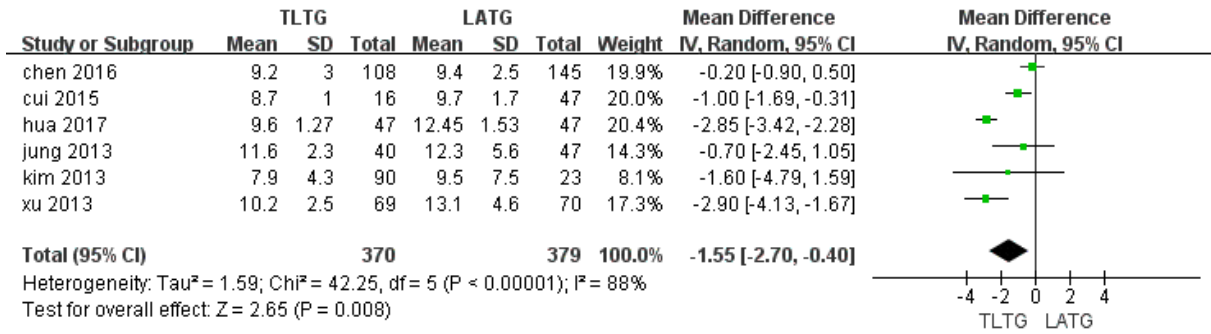 TLTG LATG Mean Difference Mean Difference
Study or Subgroup Mean SD Total Mean SD Total Weight IV, Random, 95% CI IV, Random, 95% CI
chen 2016 9.2 3 108 9.4 2.5 145 19.9% -0.20 [-0.90, 0.50]
cui 2015 8.7 1 16 9.7 1.7 47 20.0% -1.00 [-1.69, -0.31]
hua 2017 9.6 1.27 47 12.45 1.53 47 20.4% -2.85 [-3.42, -2.28]
jung 2013 11.6 2.3 40 12.3 5.6 47 14.3% -0.70 [-2.45, 1.05]
kim 2013 7.9 4.3 90 9.5 7.5 23 8.1% -1.60 [-4.79, 1.59]
xu 2013 10.2 2.5 69 13.1 4.6 70 17.3% -2.90 [-4.13, -1.67]
Total (95% CI) 370 379 100.0% -1.55 [-2.70, -0.40]
Heterogeneity: Tau² = 1.59; Chi² = 42.25, df = 5 (P < 0.00001); I² = 88%
Test for overall effect: Z = 2.65 (P = 0.008)
-4 -2 0 2 4
TLTG LATG